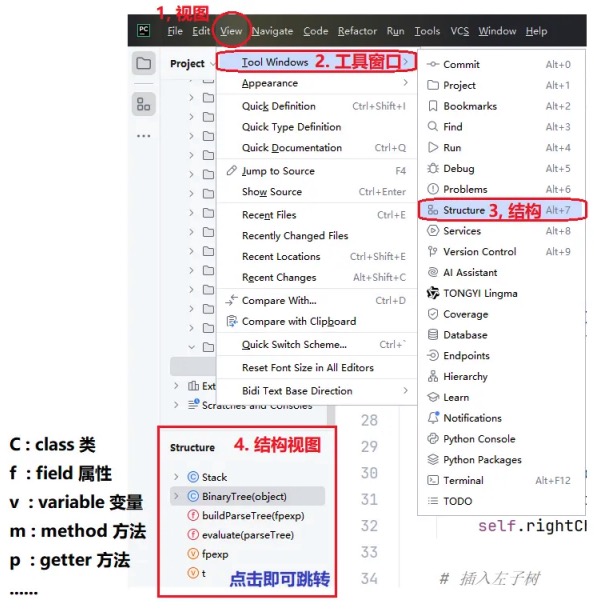 1, 视图
PC File Edit View Navigate Code Refactor Run Tools VCS Window Help
Project
Tool Windows 2. 工具窗口
Appearance
Quick Definition Ctrl+Shift+I
Quick Type Definition
Quick Documentation Ctrl+Q
Jump to Source F4
Show Source Ctrl+Enter
Recent Files Ctrl+E
Recently Changed Files
Recent Locations Ctrl+Shift+E
Recent Changes Alt+Shift+C
Compare With... Ctrl+D
Compare with Clipboard
Quick Switch Scheme... Ctrl+`
Reset Font Size in All Editors
Bidi Text Base Direction
Commit Alt+0
Project Alt+1
Bookmarks Alt+2
Find Alt+3
Run Alt+4
Debug Alt+5
Problems Alt+6
Structure 3, 结构 Alt+7
Services Alt+8
Version Control Alt+9
AI Assistant
TONGYI Lingma
Coverage
Database
Endpoints
Hierarchy
Learn
Notifications
Python Console
Python Packages
Terminal Alt+F12
TODO
Ext
Scratches and Consoles
Structure 4. 结构视图
C Stack
C BinaryTree(object)
f buildParseTree(fpexp)
f evaluate(parseTree)
v fpexp
v t
点击即可跳转
C : class 类
f : field 属性
v : variable 变量
m : method 方法
p : getter 方法
......
28
29
30
31
32
33
34
self.rightCh
# 插入左子树